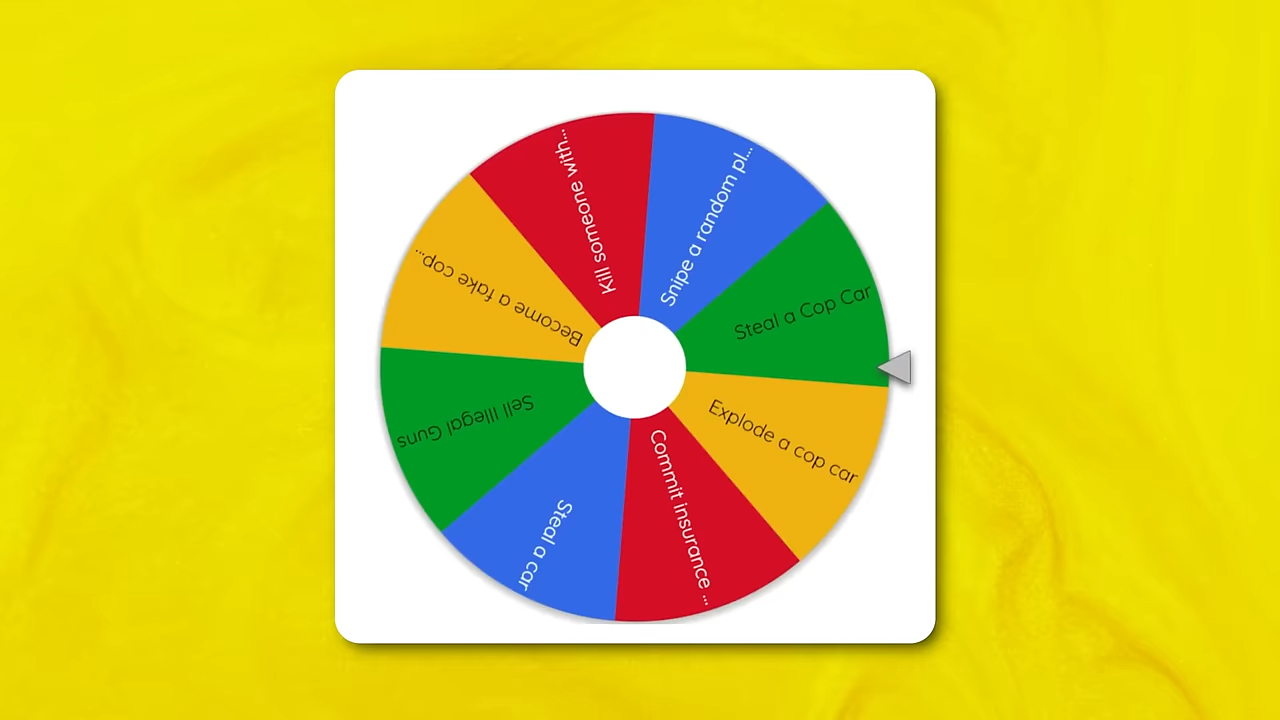 Kill someone with...
Snipe a random pl...
Steal a Cop Car
Explode a cop car
Commit insurance ...
Steal a car
Sell Illegal Guns
Become a fake cop...